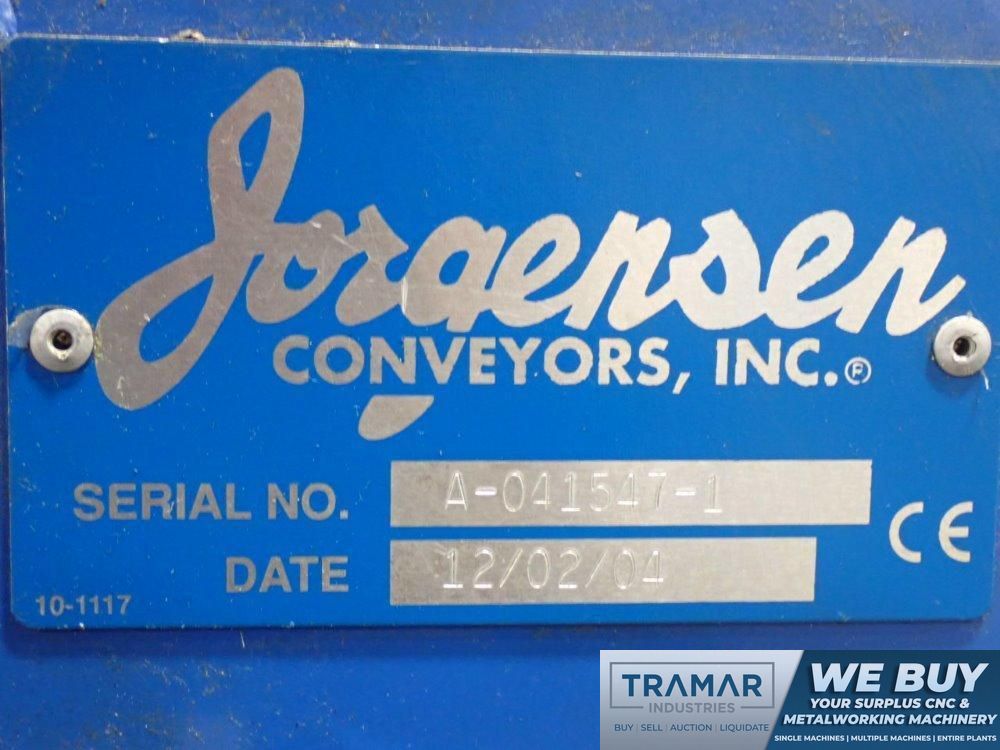 Jorgensen
CONVEYORS, INC.®
SERIAL NO. A-041547-1
DATE 12/02/04
CE
10-1117
TRAMAR
INDUSTRIES
BUY | SELL | AUCTION | LIQUIDATE
WE BUY
YOUR SURPLUS CNC &
METALWORKING MACHINERY
SINGLE MACHINES | MULTIPLE MACHINES | ENTIRE PLANTS